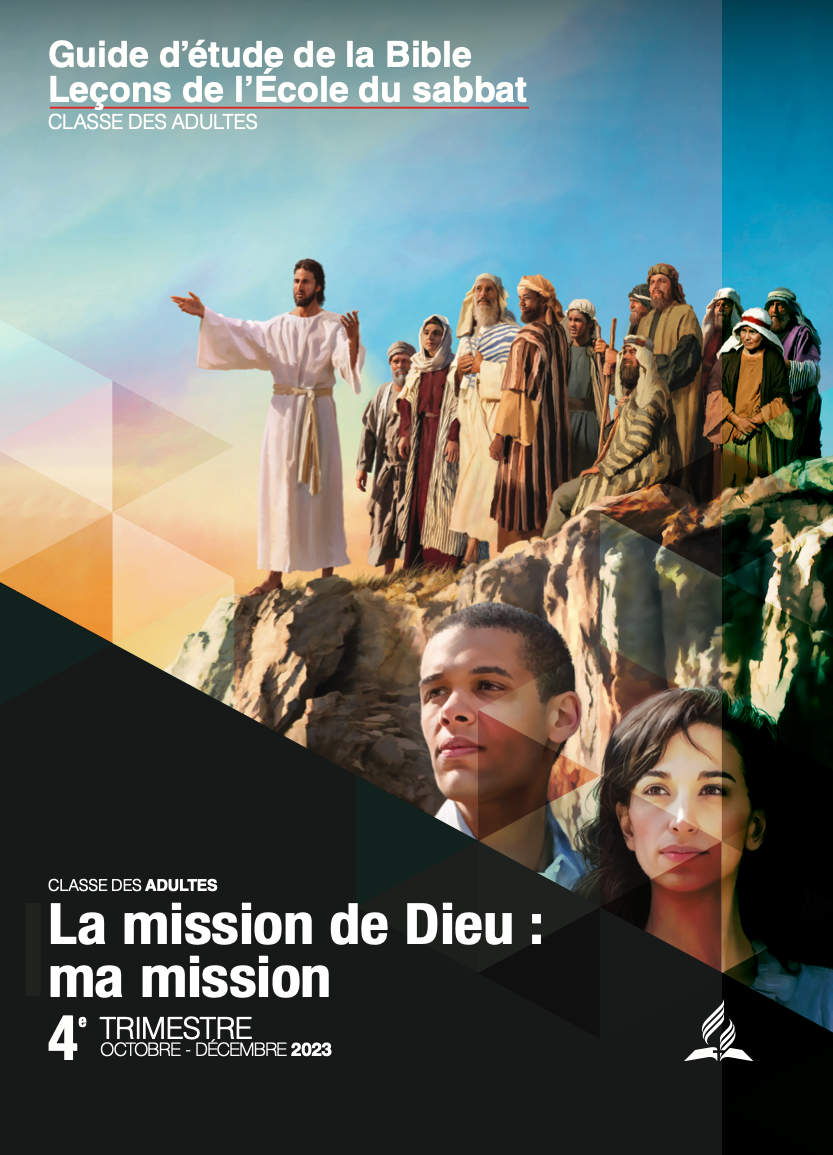 Guide d’étude de la Bible
Leçons de l’École du sabbat
CLASSE DES ADULTES
CLASSE DES ADULTES
La mission de Dieu :
ma mission
4e TRIMESTRE
OCTOBRE - DÉCEMBRE 2023